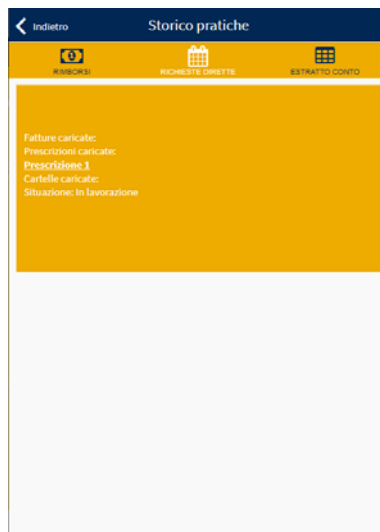 Indietro
Storico pratiche
RIMBORSI
RICHIESTE DIRETTE
ESTRATTO CONTO
Fatture caricate:
Prescrizioni caricate:
Prescrizione 1
Cartelle caricate:
Situazione: In lavorazione